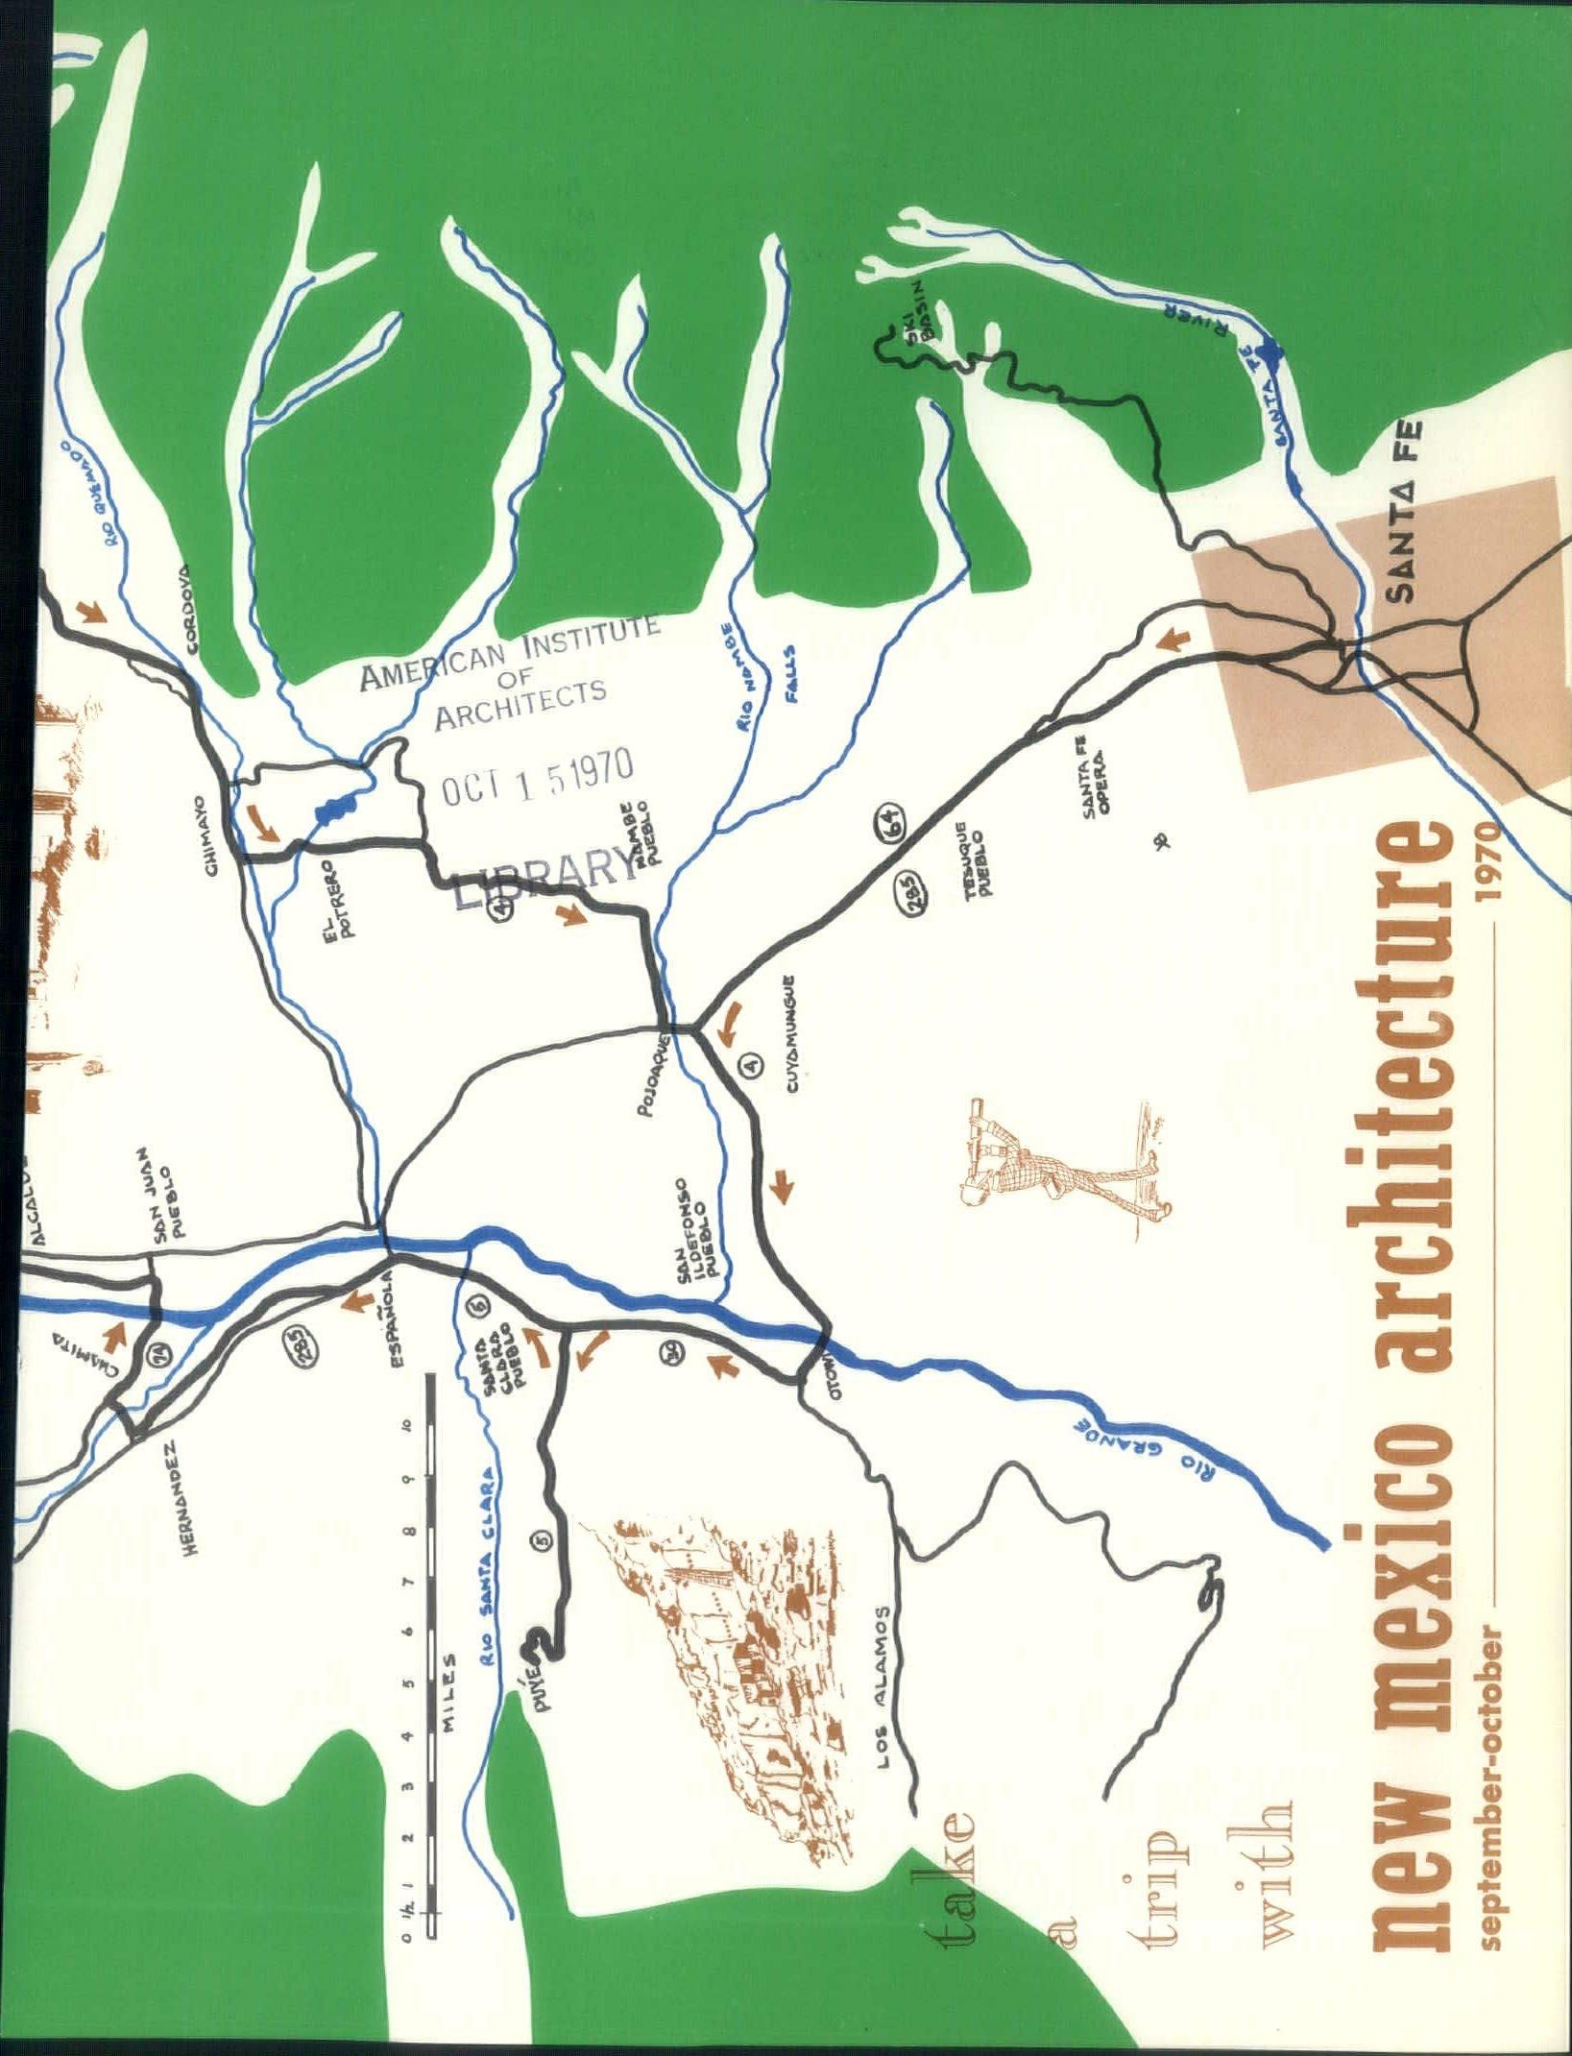 RIO QUEMADO
CORDOVA
CHIMAYO
EL
POTRERO
AMERICAN INSTITUTE
OF
ARCHITECTS
OCT 15 1970
LIBRARY
NAMBE
PUEBLO
4
RIO NAMBE
FALLS
SKI
BASIN
SANTA FE RIVER
SANTA FE
SANTA FE
OPERA
64
285
TESUQUE
PUEBLO
CUYAMUNGUE
4
POJOAQUE
SAN
ILDEFONSO
PUEBLO
ALCALDE
SAN JUAN
PUEBLO
CHAMITA
74
285
ESPAÑOLA
HERNANDEZ
5
SANTA
CLARA
PUEBLO
30
OTOWI
RIO GRANDE
RIO SANTA CLARA
5
PUYÉ
LOS ALAMOS
0 1/2 1 2 3 4 5 6 7 8 9 10
MILES
take
a
trip
with
new mexico architecture
september-october 1970